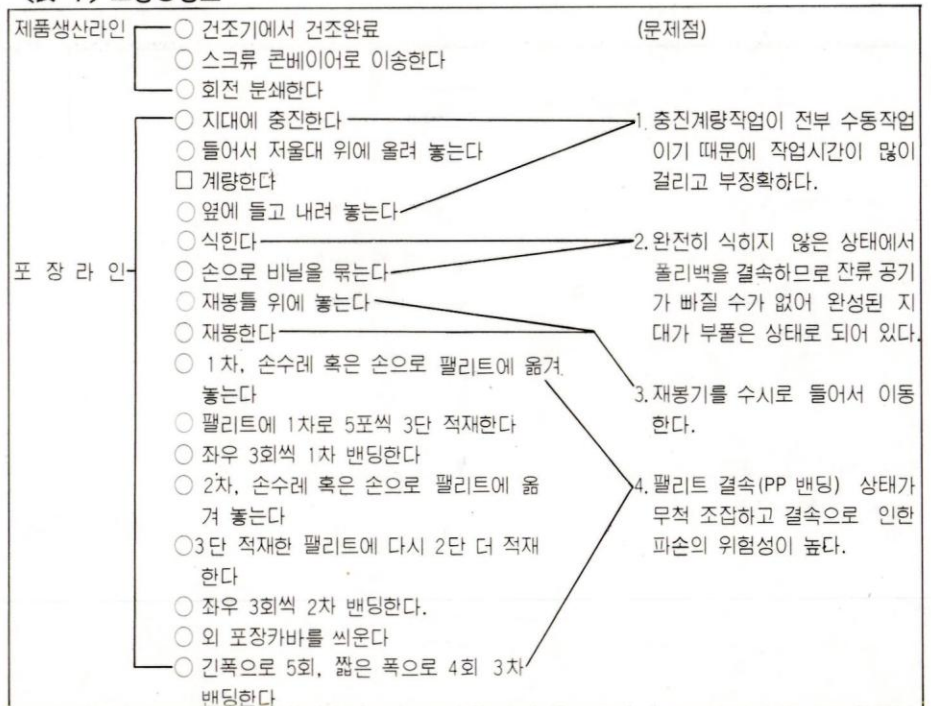 제품생산라인
○ 건조기에서 건조완료
(문제점)
○ 스크류 콘베이어로 이송한다
○ 회전 분쇄한다
○ 지대에 충진한다
○ 들어서 저울대 위에 올려 놓는다
□ 계량한다
○ 옆에 들고 내려 놓는다
○ 식힌다
포 장 라 인
○ 손으로 비닐을 묶는다
○ 재봉틀 위에 놓는다
○ 재봉한다
○ 1차, 손수레 혹은 손으로 팰리트에 옮겨
놓는다
○ 팰리트에 1차로 5포씩 3단 적재한다
○ 좌우 3회씩 1차 밴딩한다
○ 2차, 손수레 혹은 손으로 팰리트에 옮
겨 놓는다
○3단 적재한 팰리트에 다시 2단 더 적재
한다
○ 좌우 3회씩 2차 밴딩한다.
○ 외 포장카바를 씌운다
○ 긴폭으로 5회, 짧은 폭으로 4회 3차
밴딩한다
1. 충진계량작업이 전부 수동작업
이기 때문에 작업시간이 많이
걸리고 부정확하다.
2. 완전히 식히지 않은 상태에서
폴리백을 결속하므로 잔류 공기
가 빠질 수가 없어 완성된 지
대가 부풀은 상태로 되어 있다.
3. 재봉기를 수시로 들어서 이동
한다.
4. 팰리트 결속(PP 밴딩) 상태가
무척 조잡하고 결속으로 인한
파손의 위험성이 높다.